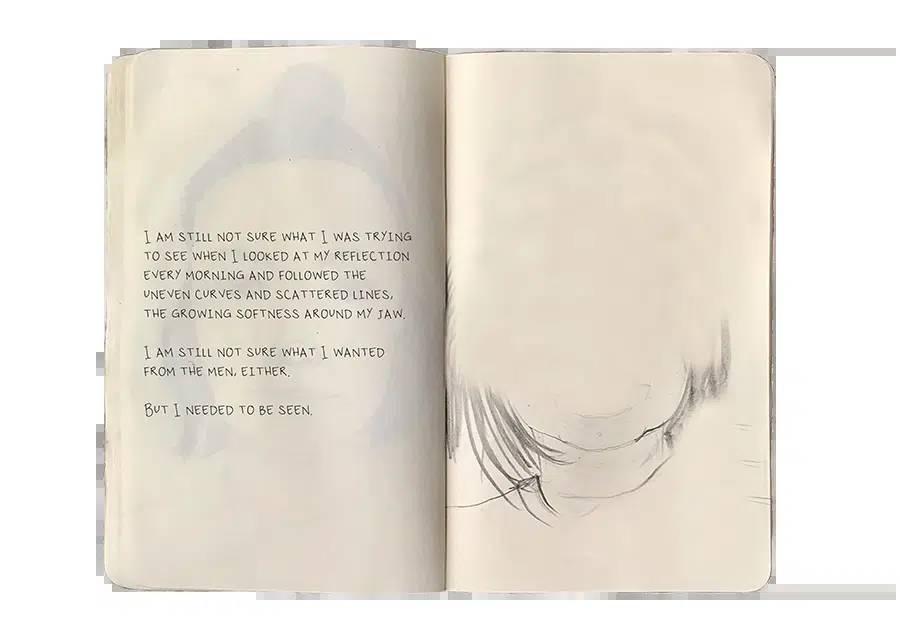 I AM STILL NOT SURE WHAT I WAS TRYING
TO SEE WHEN I LOOKED AT MY REFLECTION
EVERY MORNING AND FOLLOWED THE
UNEVEN CURVES AND SCATTERED LINES,
THE GROWING SOFTNESS AROUND MY JAW.
I AM STILL NOT SURE WHAT I WANTED
FROM THE MEN, EITHER.
BUT I NEEDED TO BE SEEN.